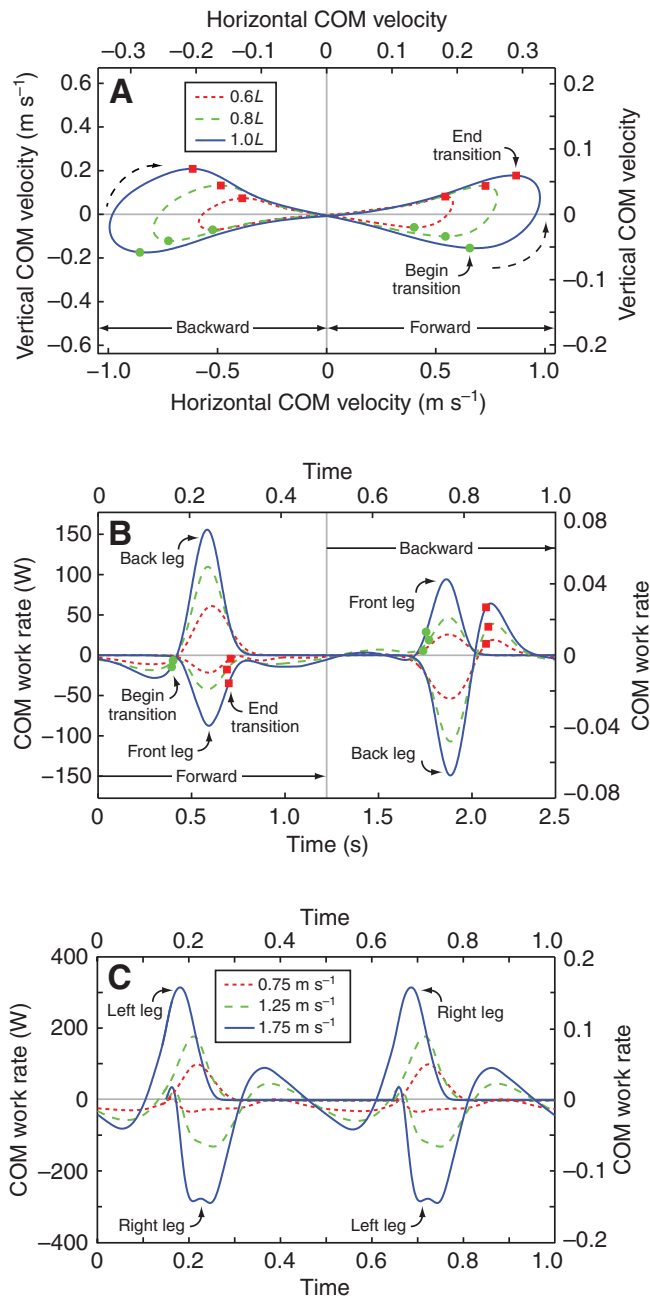 Horizontal COM velocity
−0.3 −0.2 −0.1 0 0.1 0.2 0.3
A
Vertical COM velocity (m s−1)
0.6
0.4
0.2
0
−0.2
−0.4
−0.6
0.6L
0.8L
1.0L
End
transition
Begin
transition
Backward
Forward
0.2
0.1
0
−0.1
−0.2
Vertical COM velocity
−1.0 −0.5 0 0.5 1.0
Horizontal COM velocity (m s−1)
Time
0 0.2 0.4 0.6 0.8 1.0
B
COM work rate (W)
150
100
50
0
−50
−100
−150
Back leg
Begin
transition
End
transition
Front leg
Forward
Backward
Front leg
Back leg
0.08
0.04
0
−0.04
−0.08
COM work rate
0 0.5 1.0 1.5 2.0 2.5
Time (s)
Time
0 0.2 0.4 0.6 0.8 1.0
C
COM work rate (W)
400
200
0
−200
−400
0.75 m s−1
1.25 m s−1
1.75 m s−1
Left leg
Right leg
Right leg
Left leg
0.2
0.1
0
−0.1
−0.2
COM work rate
0 0.2 0.4 0.6 0.8 1.0
Time